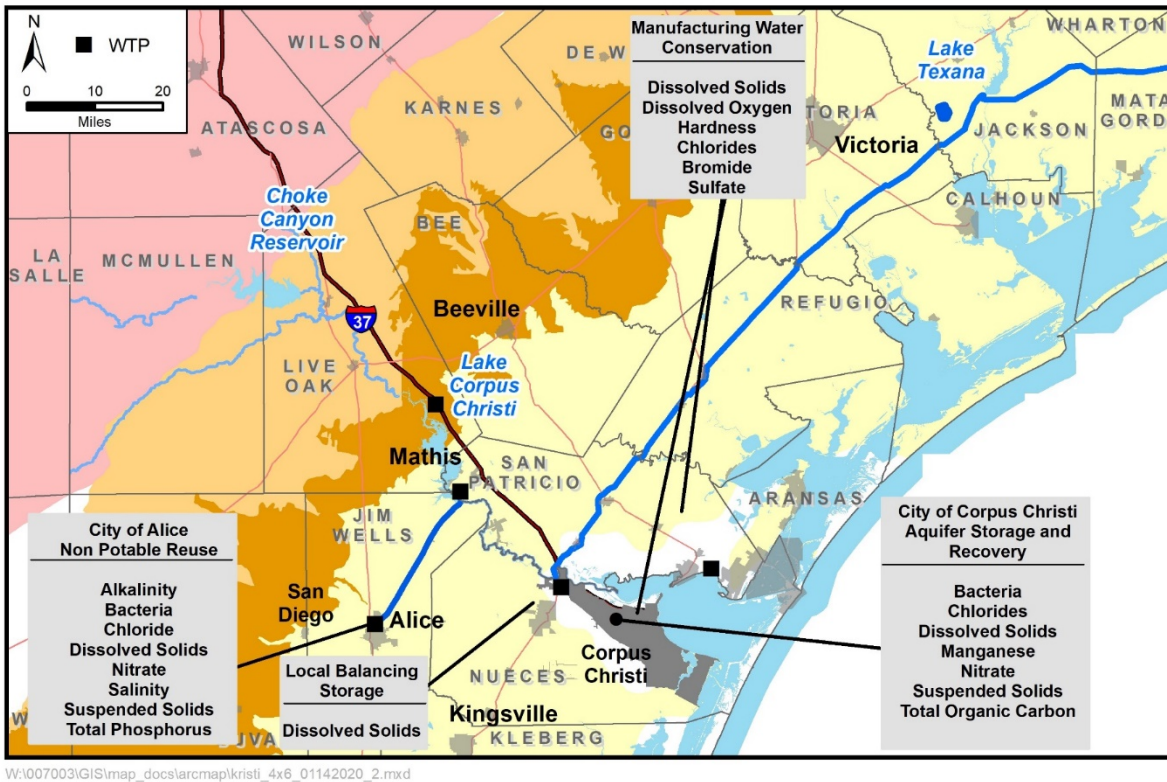 N
WTP
0 10 20
Miles
WILSON
DE W
Manufacturing Water
Conservation
Dissolved Solids
Dissolved Oxygen
Hardness
Chlorides
Bromide
Sulfate
WHARTON
Lake
Texana
KARNES
GO
TORIA
MATA
GORD
JACKSON
ATASCOSA
Victoria
CALHOUN
Choke
Canyon
Reservoir
BEE
LA
SALLE
MCMULLEN
REFUGIO
37
Beeville
LIVE
OAK
Lake
Corpus
Christi
Mathis
SAN
PATRICIO
ARANSAS
JIM
WELLS
City of Alice
Non Potable Reuse
Alkalinity
Bacteria
Chloride
Dissolved Solids
Nitrate
Salinity
Suspended Solids
Total Phosphorus
City of Corpus Christi
Aquifer Storage and
Recovery
Bacteria
Chlorides
Dissolved Solids
Manganese
Nitrate
Suspended Solids
Total Organic Carbon
San
Diego
Alice
Local Balancing
Storage
Dissolved Solids
Corpus
Christi
NUECES
Kingsville
KLEBERG
W
DUVA
W:\007003\GIS\map_docs\arcmap\kristi_4x6_01142020_2.mxd